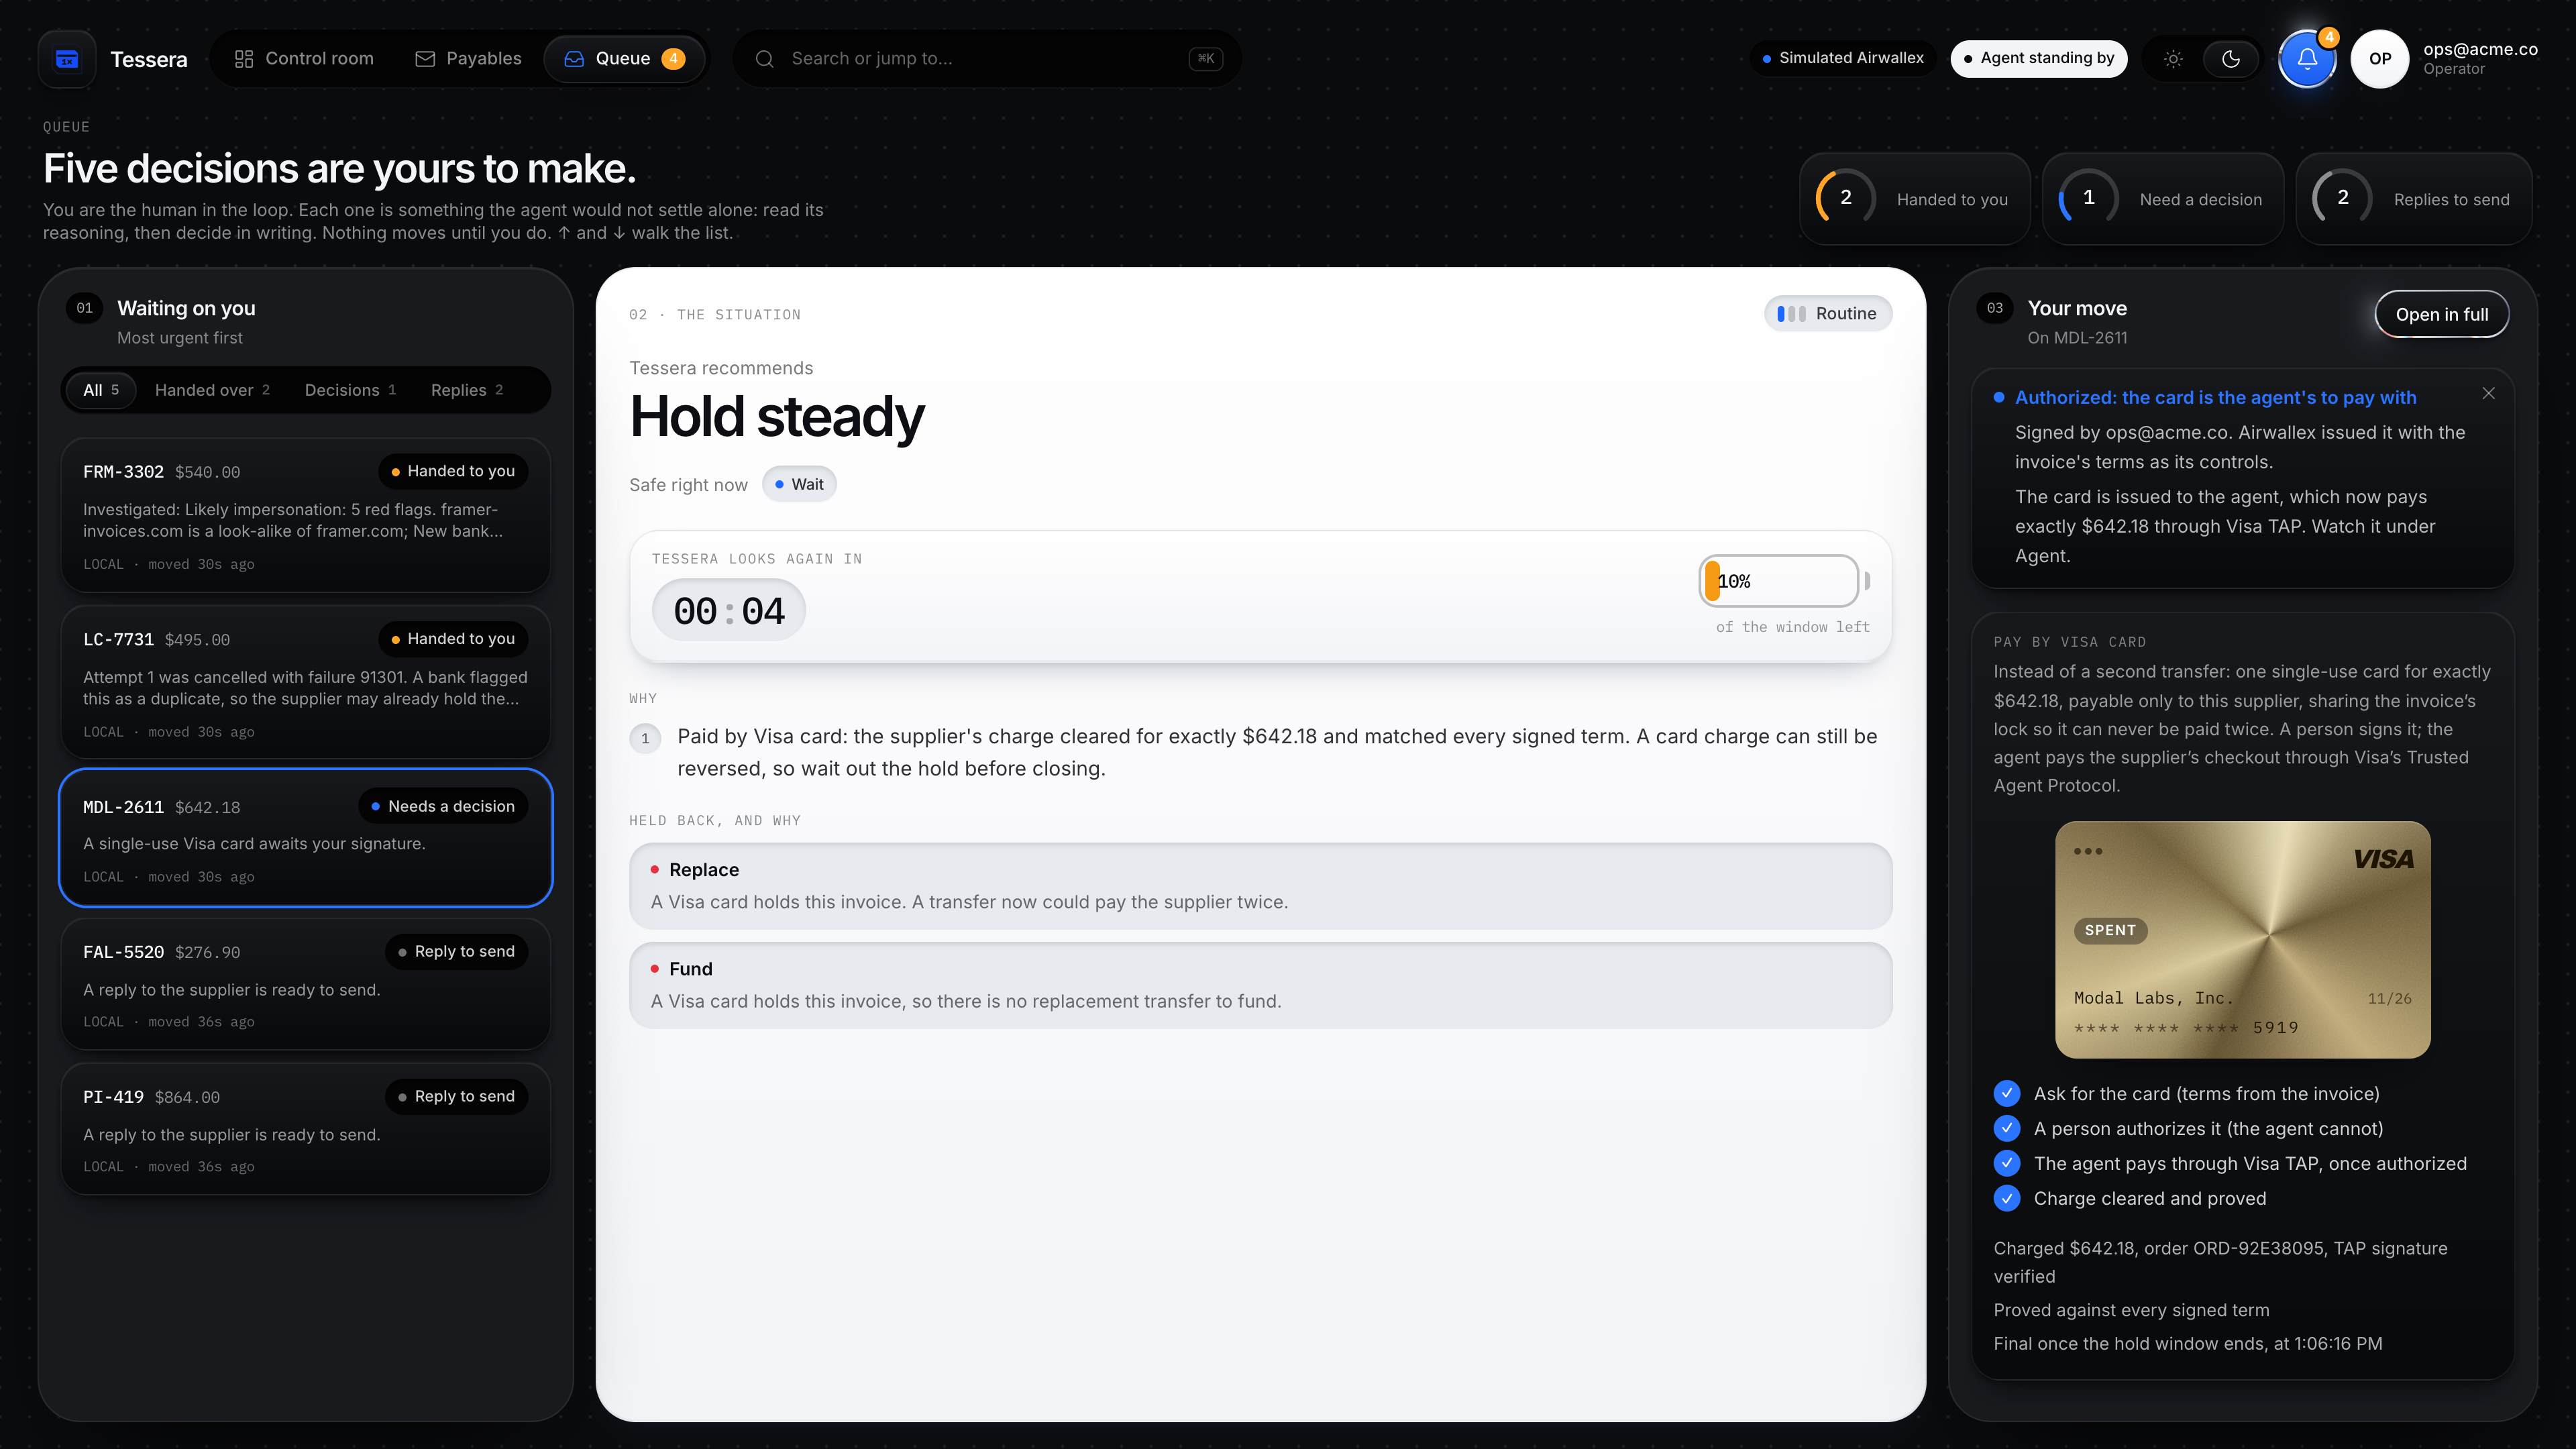 Tessera
Control room
Payables
Queue 4
Search or jump to...
⌘K
Simulated Airwallex
Agent standing by
4
OP
ops@acme.co
Operator
QUEUE
Five decisions are yours to make.
You are the human in the loop. Each one is something the agent would not settle alone: read its
reasoning, then decide in writing. Nothing moves until you do. ↑ and ↓ walk the list.
2 Handed to you
1 Need a decision
2 Replies to send
01 Waiting on you
Most urgent first
All 5 Handed over 2 Decisions 1 Replies 2
FRM-3302 $540.00 Handed to you
Investigated: Likely impersonation: 5 red flags. framer-
invoices.com is a look-alike of framer.com; New bank...
LOCAL · moved 30s ago
LC-7731 $495.00 Handed to you
Attempt 1 was cancelled with failure 91301. A bank flagged
this as a duplicate, so the supplier may already hold the...
LOCAL · moved 30s ago
MDL-2611 $642.18 Needs a decision
A single-use Visa card awaits your signature.
LOCAL · moved 30s ago
FAL-5520 $276.90 Reply to send
A reply to the supplier is ready to send.
LOCAL · moved 36s ago
PI-419 $864.00 Reply to send
A reply to the supplier is ready to send.
LOCAL · moved 36s ago
02 · THE SITUATION
Routine
Tessera recommends
Hold steady
Safe right now Wait
TESSERA LOOKS AGAIN IN
00:04
10%
of the window left
WHY
1 Paid by Visa card: the supplier's charge cleared for exactly $642.18 and matched every signed term. A card charge can still be
reversed, so wait out the hold before closing.
HELD BACK, AND WHY
Replace
A Visa card holds this invoice. A transfer now could pay the supplier twice.
Fund
A Visa card holds this invoice, so there is no replacement transfer to fund.
03 Your move
On MDL-2611
Open in full
Authorized: the card is the agent's to pay with
Signed by ops@acme.co. Airwallex issued it with the
invoice's terms as its controls.
The card is issued to the agent, which now pays
exactly $642.18 through Visa TAP. Watch it under
Agent.
PAY BY VISA CARD
Instead of a second transfer: one single-use card for exactly
$642.18, payable only to this supplier, sharing the invoice’s
lock so it can never be paid twice. A person signs it; the
agent pays the supplier’s checkout through Visa’s Trusted
Agent Protocol.
VISA
SPENT
Modal Labs, Inc. 11/26
**** **** **** 5919
Ask for the card (terms from the invoice)
A person authorizes it (the agent cannot)
The agent pays through Visa TAP, once authorized
Charge cleared and proved
Charged $642.18, order ORD-92E38095, TAP signature
verified
Proved against every signed term
Final once the hold window ends, at 1:06:16 PM